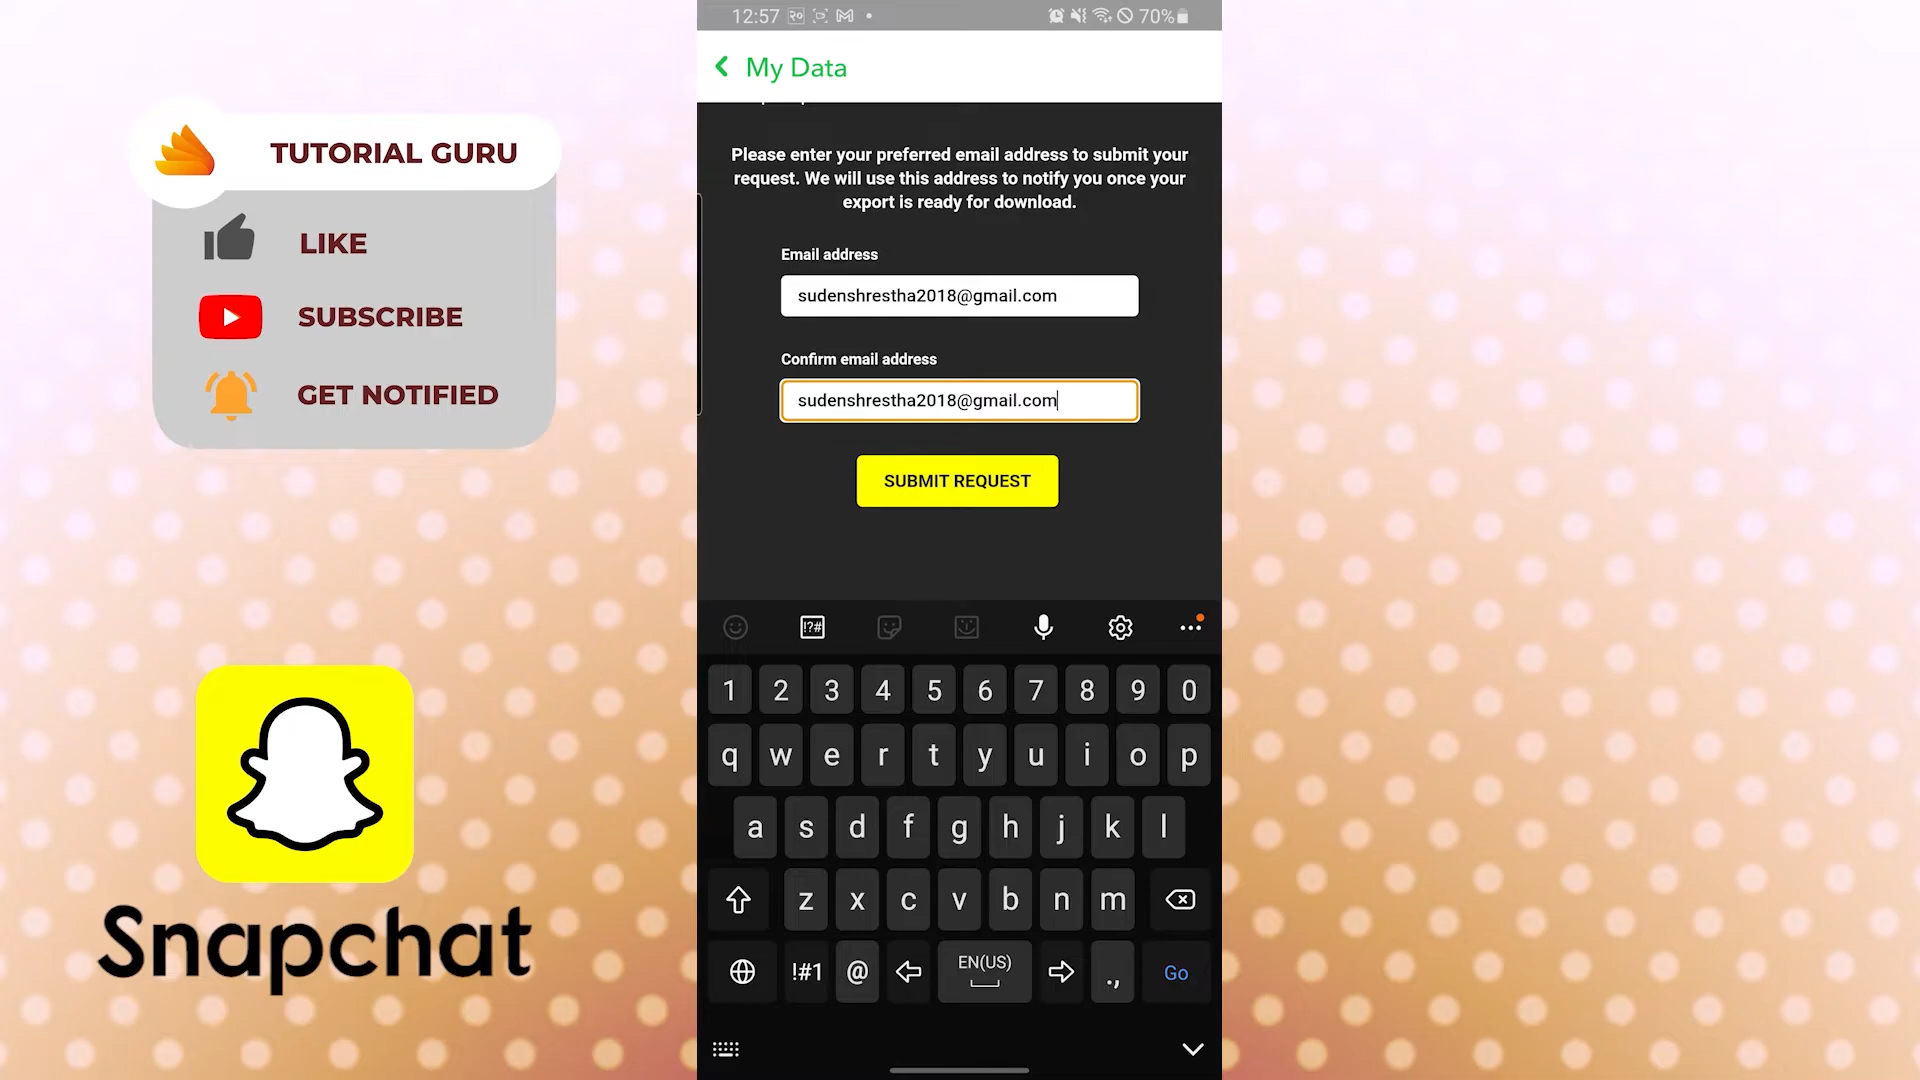 TUTORIAL GURU
LIKE
SUBSCRIBE
GET NOTIFIED
Snapchat
12:57
70%
My Data
Please enter your preferred email address to submit your
request. We will use this address to notify you once your
export is ready for download.
Email address
sudenshrestha2018@gmail.com
Confirm email address
sudenshrestha2018@gmail.com
SUBMIT REQUEST
!?#
1 2 3 4 5 6 7 8 9 0
q w e r t y u i o p
a s d f g h j k l
z x c v b n m
!#1 @ EN(US) ., Go